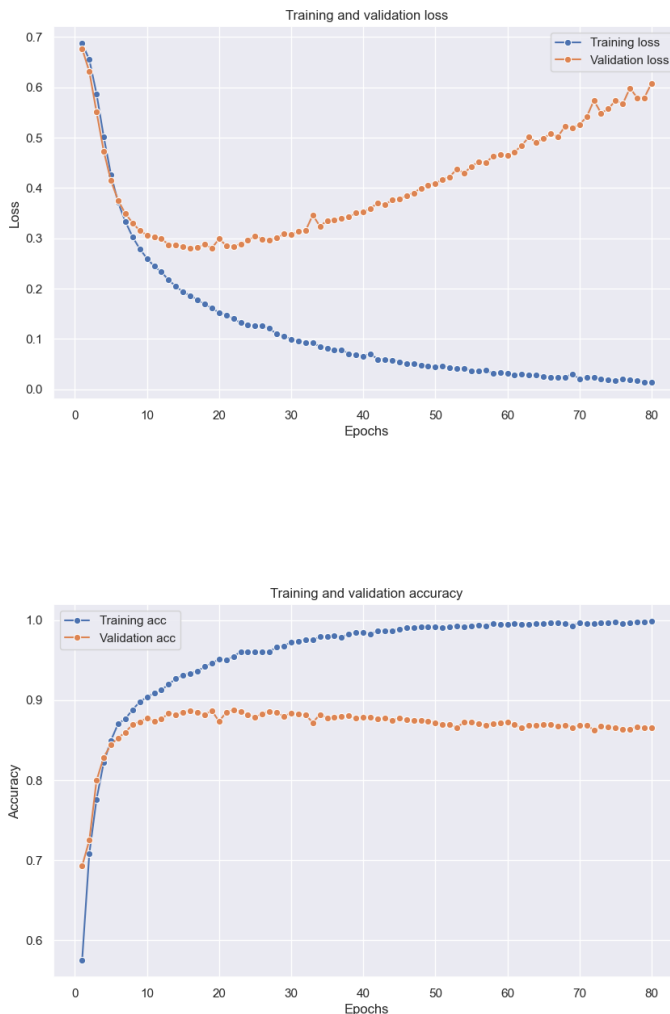 Training and validation loss
0.7
0.6
0.5
0.4
0.3
0.2
0.1
0.0
Loss
Training loss
Validation loss
0 10 20 30 40 50 60 70 80
Epochs
Training and validation accuracy
1.0
0.9
0.8
0.7
0.6
Accuracy
Training acc
Validation acc
0 10 20 30 40 50 60 70 80
Epochs